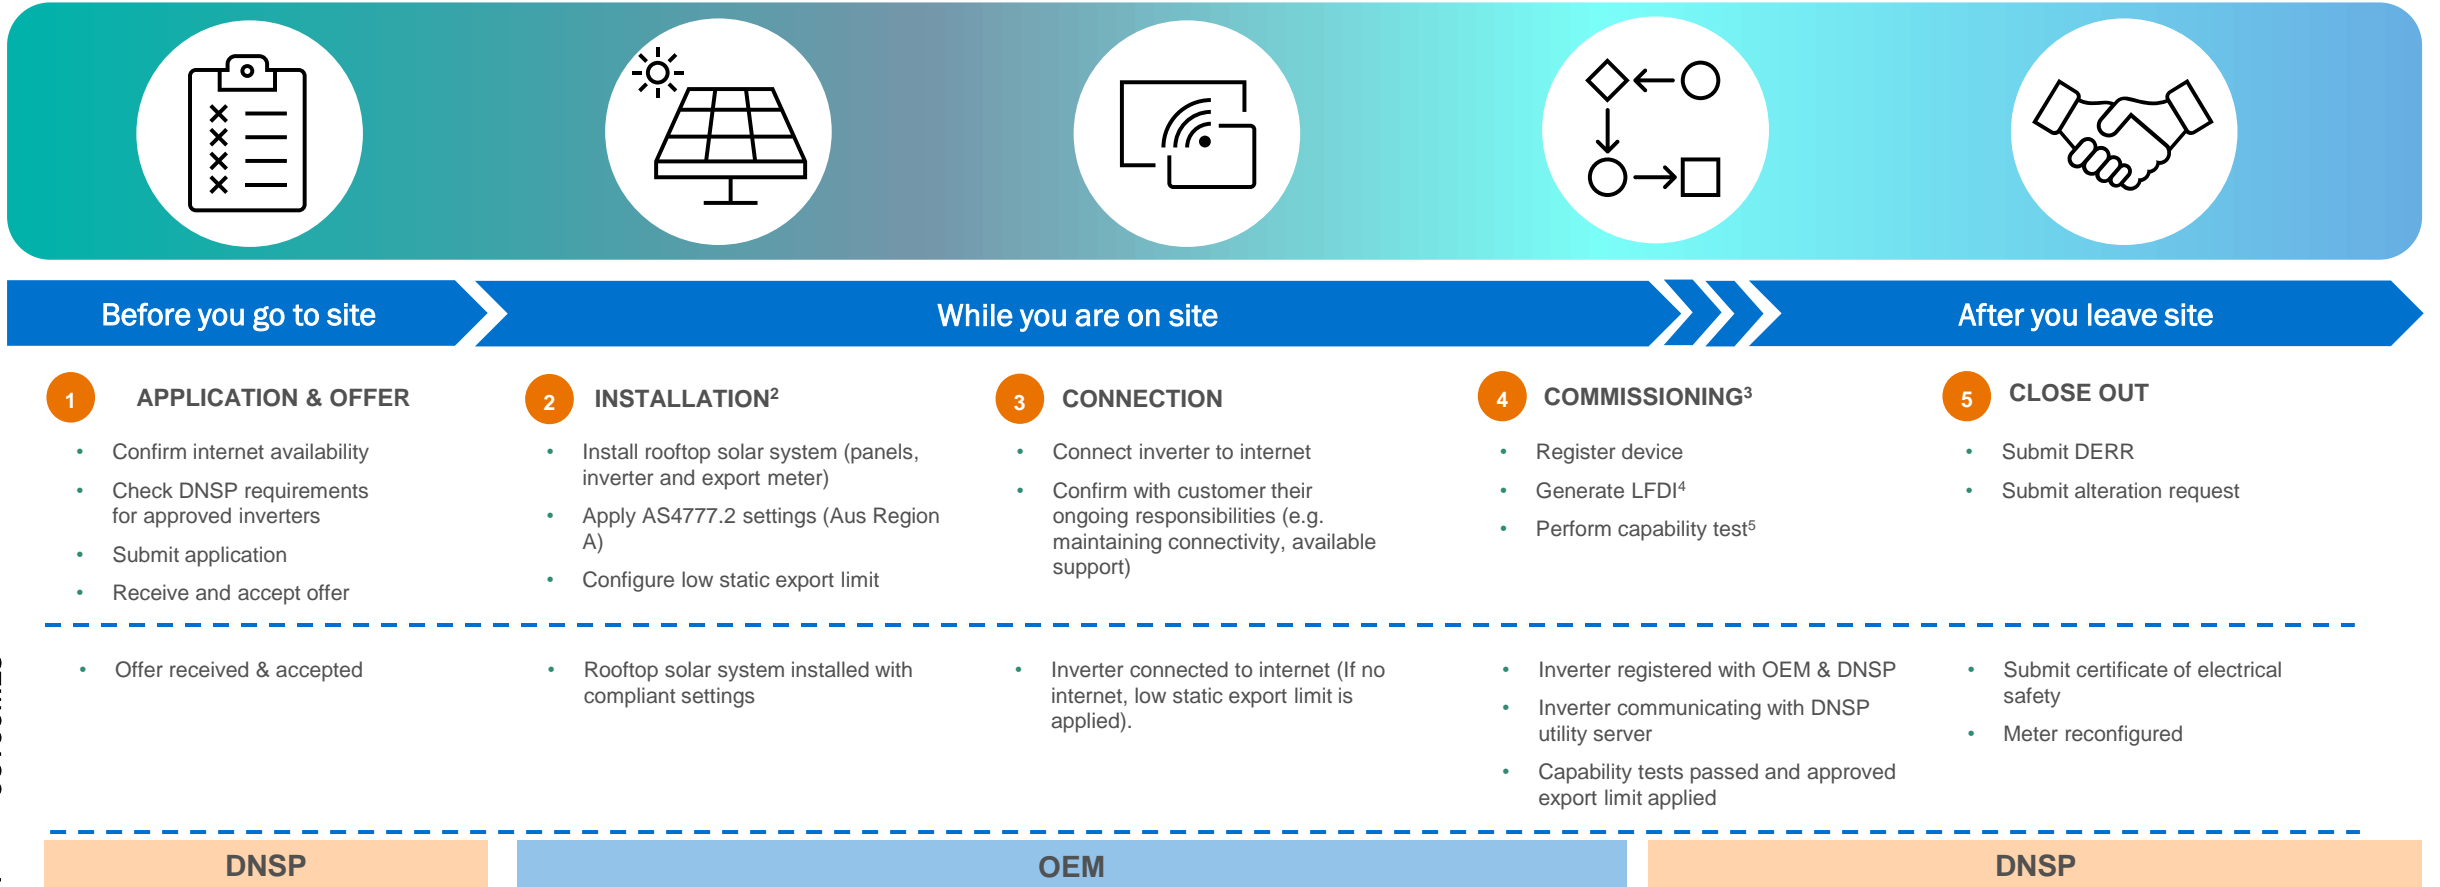 Before you go to site
While you are on site
After you leave site
1
APPLICATION & OFFER
• Confirm internet availability
• Check DNSP requirements
for approved inverters
• Submit application
• Receive and accept offer
2
INSTALLATION²
• Install rooftop solar system (panels,
inverter and export meter)
• Apply AS4777.2 settings (Aus Region
A)
• Configure low static export limit
3
CONNECTION
• Connect inverter to internet
• Confirm with customer their
ongoing responsibilities (e.g.
maintaining connectivity, available
support)
4
COMMISSIONING³
• Register device
• Generate LFDI⁴
• Perform capability test⁵
5
CLOSE OUT
• Submit DERR
• Submit alteration request
• Offer received & accepted
• Rooftop solar system installed with
compliant settings
• Inverter connected to internet (If no
internet, low static export limit is
applied).
• Inverter registered with OEM & DNSP
• Inverter communicating with DNSP
utility server
• Capability tests passed and approved
export limit applied
• Submit certificate of electrical
safety
• Meter reconfigured
DNSP
OEM
DNSP